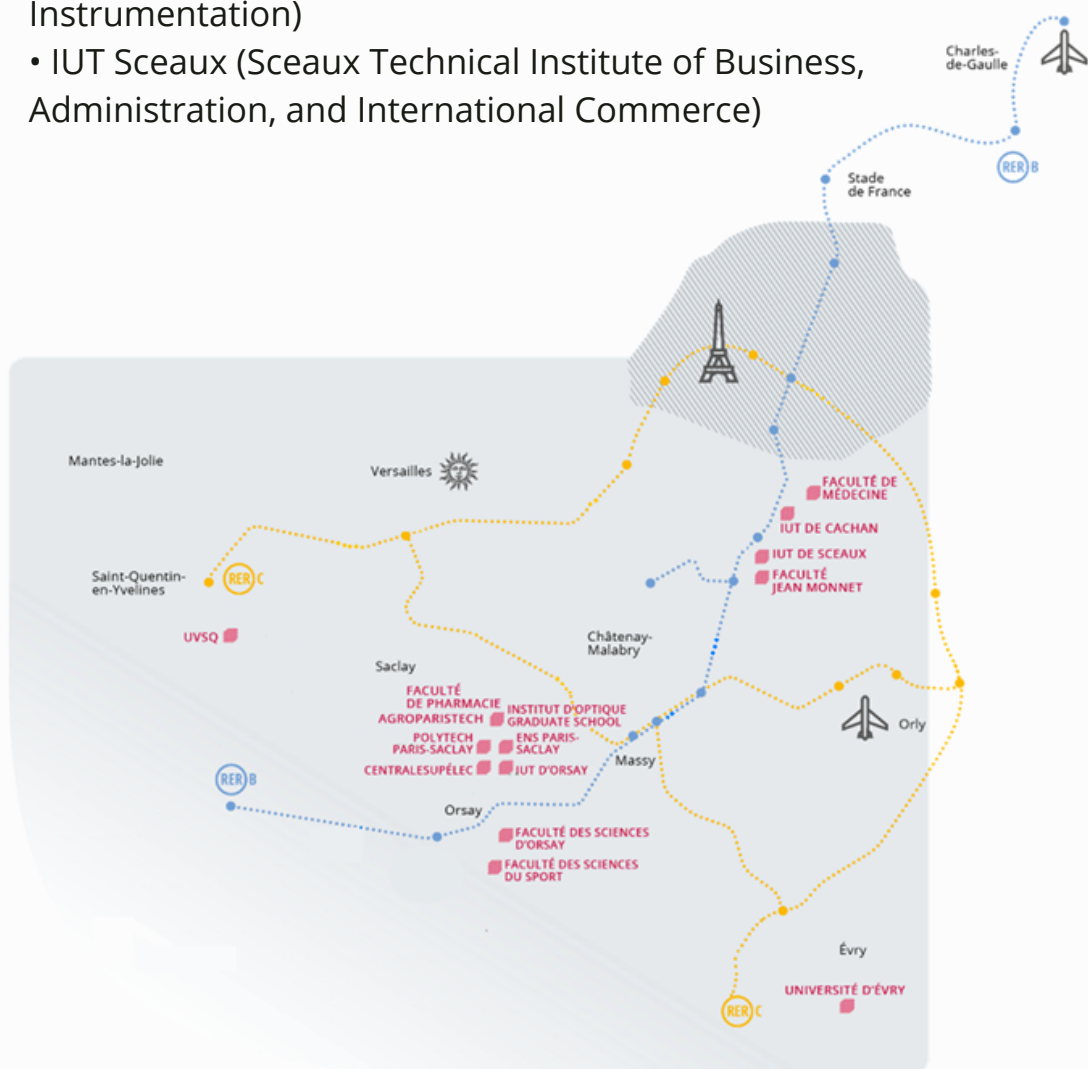 Instrumentation)
• IUT Sceaux (Sceaux Technical Institute of Business,
Administration, and International Commerce)
Charles-
de-Gaulle
RER B
Stade
de France
Mantes-la-Jolie
Versailles
FACULTÉ DE
MÉDECINE
IUT DE CACHAN
IUT DE SCEAUX
FACULTÉ
JEAN MONNET
Saint-Quentin-
en-Yvelines
RER C
UVSQ
Châtenay-
Malabry
Saclay
FACULTÉ
DE PHARMACIE
AGROPARISTECH
INSTITUT D'OPTIQUE
GRADUATE SCHOOL
POLYTECH
PARIS-SACLAY
ENS PARIS-
SACLAY
CENTRALESUPÉLEC
IUT D'ORSAY
Massy
Orly
RER B
Orsay
FACULTÉ DES SCIENCES
D'ORSAY
FACULTÉ DES SCIENCES
DU SPORT
Évry
UNIVERSITÉ D'ÉVRY
RER C